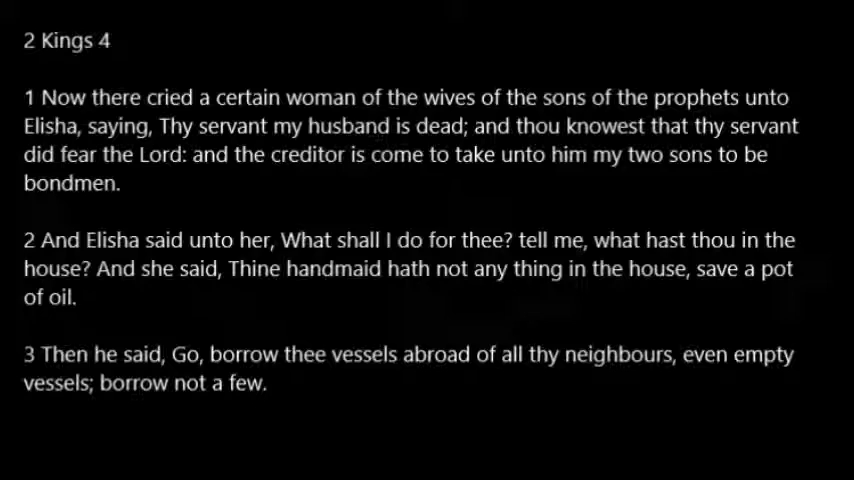 2 Kings 4
1 Now there cried a certain woman of the wives of the sons of the prophets unto
Elisha, saying, Thy servant my husband is dead; and thou knowest that thy servant
did fear the Lord: and the creditor is come to take unto him my two sons to be
bondmen.
2 And Elisha said unto her, What shall I do for thee? tell me, what hast thou in the
house? And she said, Thine handmaid hath not any thing in the house, save a pot
of oil.
3 Then he said, Go, borrow thee vessels abroad of all thy neighbours, even empty
vessels; borrow not a few.